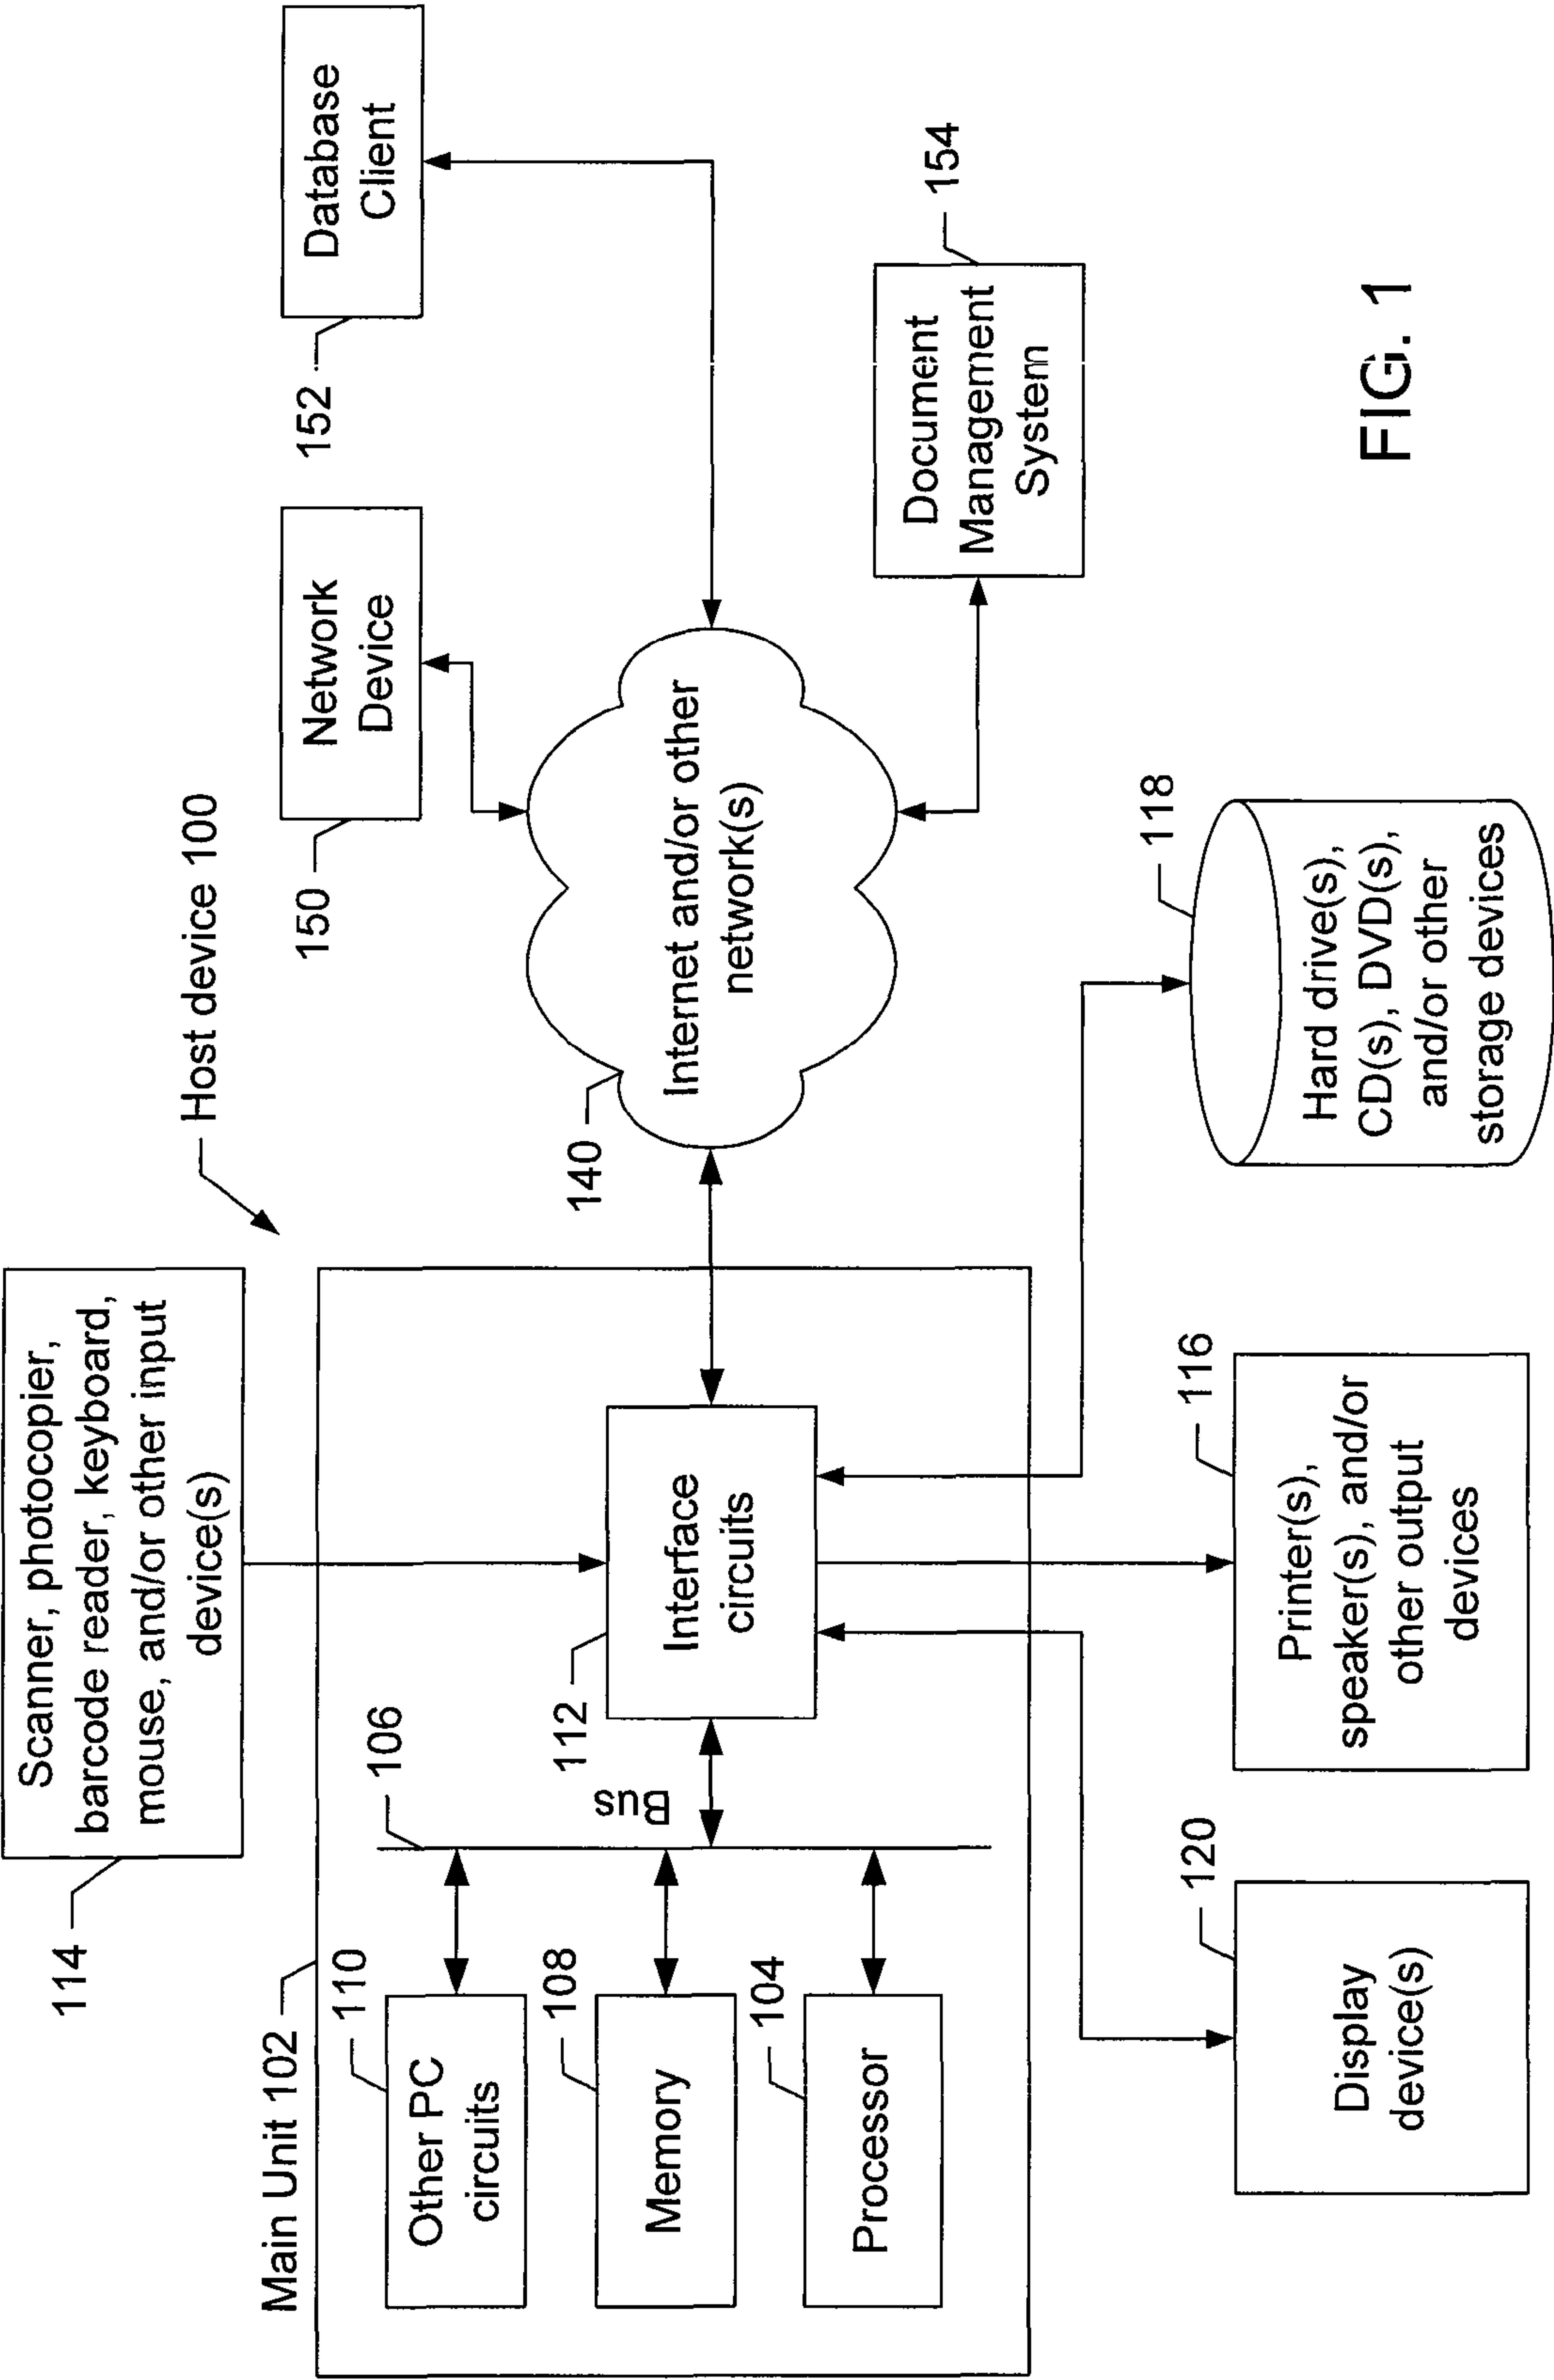 Scanner, photocopier,
barcode reader, keyboard,
mouse, and/or other input
device(s)
114
Host device 100
Main Unit 102
110
Other PC
circuits
108
Memory
104
Processor
106
Bus
112
Interface
circuits
140
Internet and/or other
network(s)
150
Network
Device
152
Database
Client
154
Document
Management
System
120
Display
device(s)
116
Printer(s),
speaker(s), and/or
other output
devices
118
Hard drive(s),
CD(s), DVD(s),
and/or other
storage devices
FIG. 1